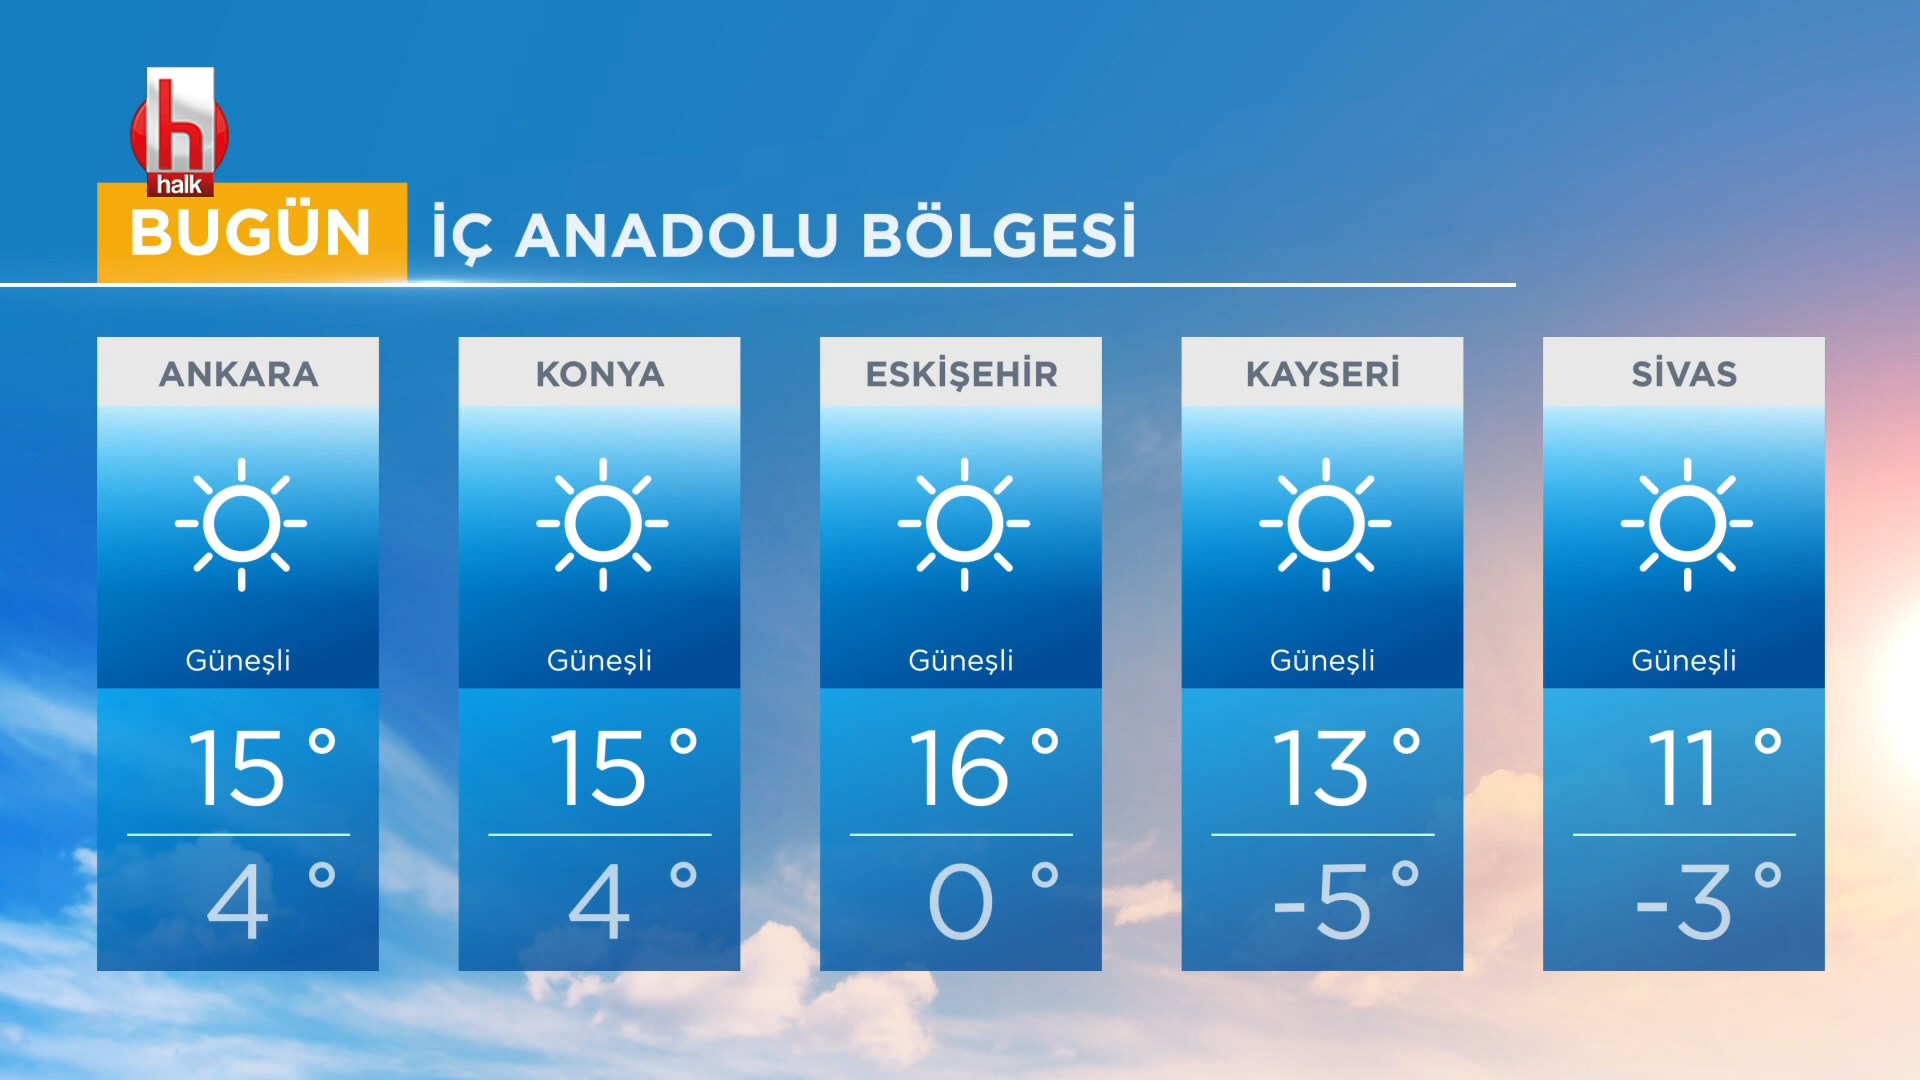 h
halk
BUGÜN
İÇ ANADOLU BÖLGESİ
ANKARA
Güneşli
15°
4°
KONYA
Güneşli
15°
4°
ESKİŞEHİR
Güneşli
16°
0°
KAYSERİ
Güneşli
13°
-5°
SİVAS
Güneşli
11°
-3°